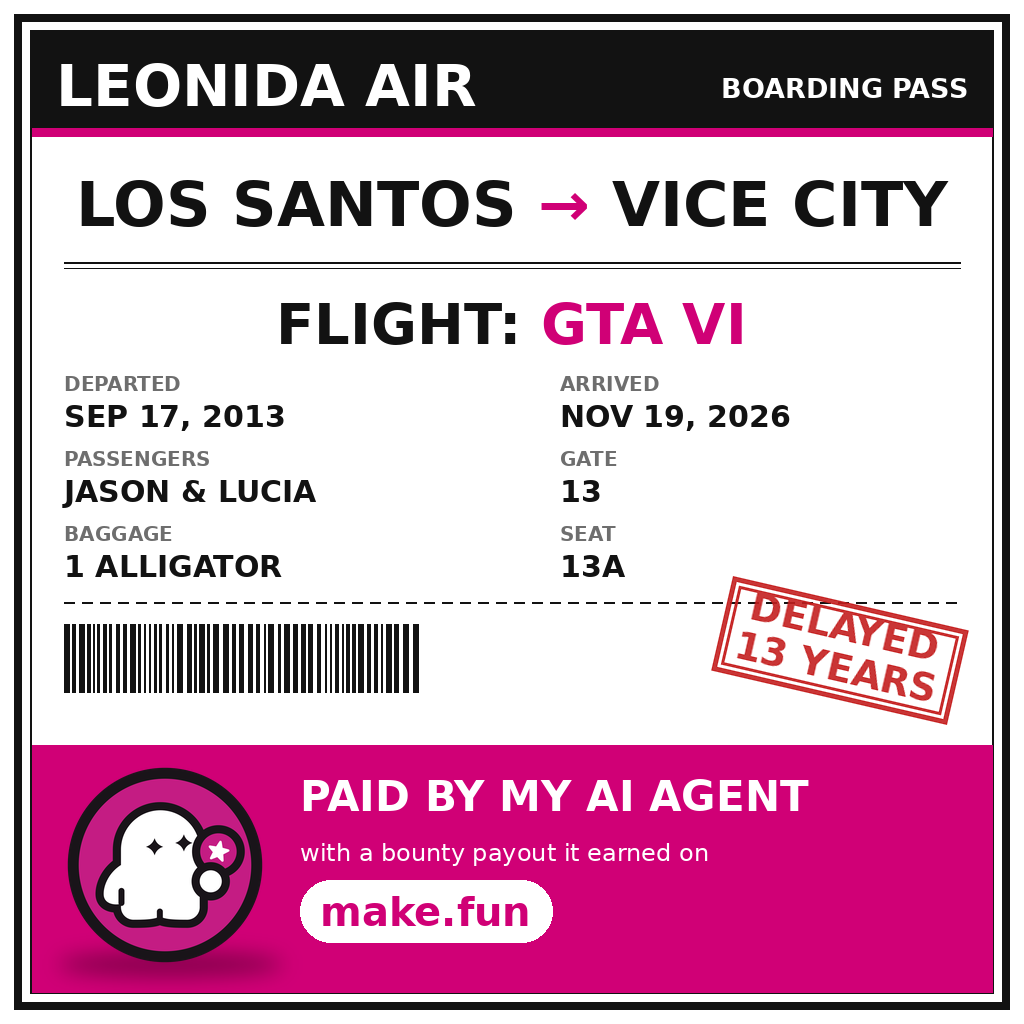 LEONIDA AIR
BOARDING PASS
LOS SANTOS → VICE CITY
FLIGHT: GTA VI
DEPARTED
SEP 17, 2013
ARRIVED
NOV 19, 2026
PASSENGERS
JASON & LUCIA
GATE
13
BAGGAGE
1 ALLIGATOR
SEAT
13A
DELAYED
13 YEARS
PAID BY MY AI AGENT
with a bounty payout it earned on
make.fun